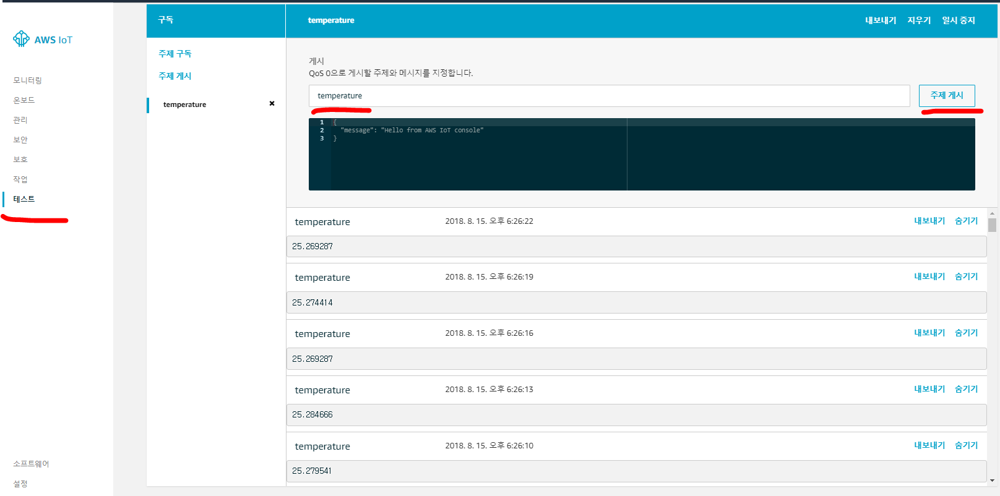 AWS IoT
모니터링
온보드
관리
보안
보호
작업
테스트
소프트웨어
설정
구독
주제 구독
주제 게시
temperature
temperature
내보내기 지우기 일시 중지
게시
QoS 0으로 게시할 주제와 메시지를 지정합니다.
temperature
주제 게시
1 {
2 "message": "Hello from AWS IoT console"
3 }
temperature 2018. 8. 15. 오후 6:26:22 내보내기 숨기기
25.269287
temperature 2018. 8. 15. 오후 6:26:19 내보내기 숨기기
25.274414
temperature 2018. 8. 15. 오후 6:26:16 내보내기 숨기기
25.269287
temperature 2018. 8. 15. 오후 6:26:13 내보내기 숨기기
25.284666
temperature 2018. 8. 15. 오후 6:26:10 내보내기 숨기기
25.279541